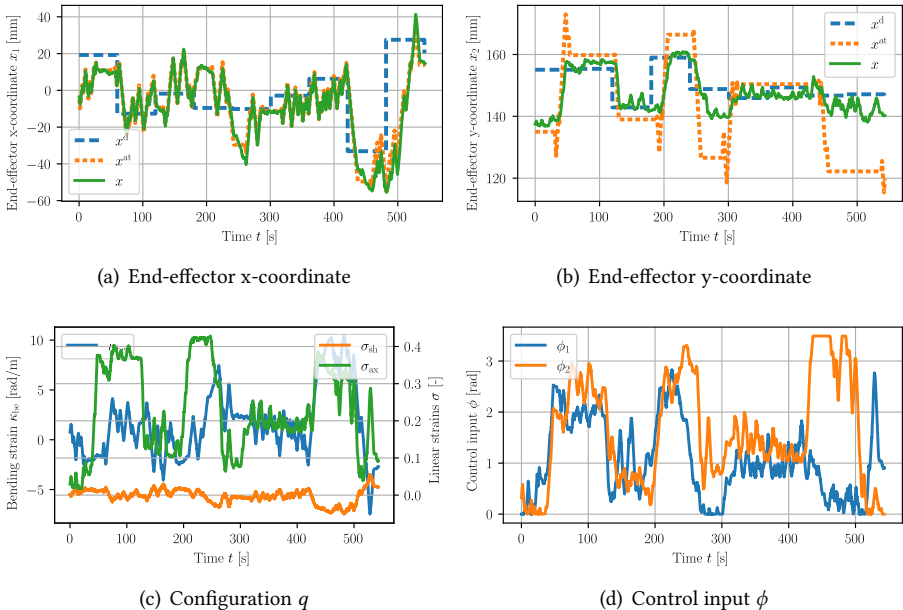 End-effector x-coordinate x₁ [mm]
40
20
0
−20
−40
−60
x^d
x^at
x
0 100 200 300 400 500
Time t [s]
(a) End-effector x-coordinate
End-effector y-coordinate x₂ [mm]
160
140
120
x^d
x^at
x
0 100 200 300 400 500
Time t [s]
(b) End-effector y-coordinate
Bending strain κ_be [rad/m]
10
5
0
−5
σ_sh
σ_ax
0.4
0.3
0.2
0.1
0.0
Linear strains σ [-]
0 100 200 300 400 500
Time t [s]
(c) Configuration q
Control input ϕ [rad]
3
2
1
0
ϕ₁
ϕ₂
0 100 200 300 400 500
Time t [s]
(d) Control input ϕ